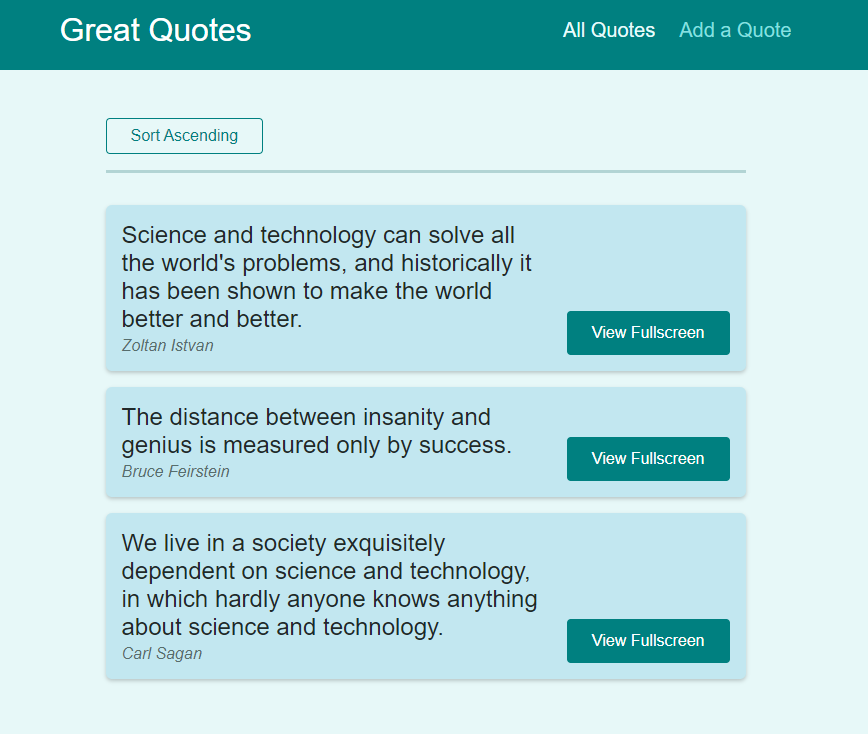 Great Quotes
All Quotes
Add a Quote
Sort Ascending
Science and technology can solve all
the world's problems, and historically it
has been shown to make the world
better and better.
Zoltan Istvan
View Fullscreen
The distance between insanity and
genius is measured only by success.
Bruce Feirstein
View Fullscreen
We live in a society exquisitely
dependent on science and technology,
in which hardly anyone knows anything
about science and technology.
Carl Sagan
View Fullscreen